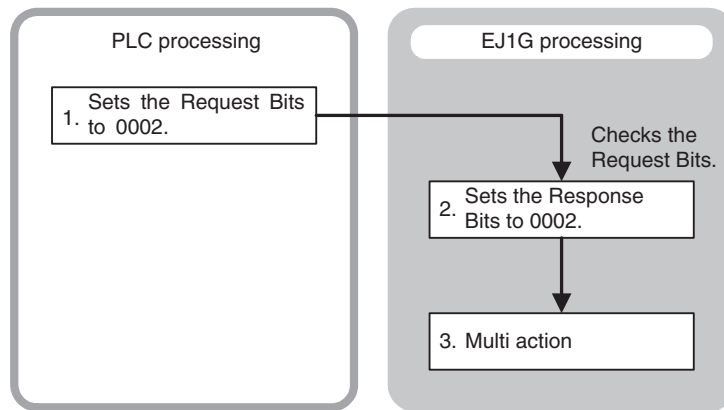 PLC processing
EJ1G processing
1. Sets the Request Bits
to 0002.
Checks the
Request Bits.
2. Sets the Response
Bits to 0002.
3. Multi action